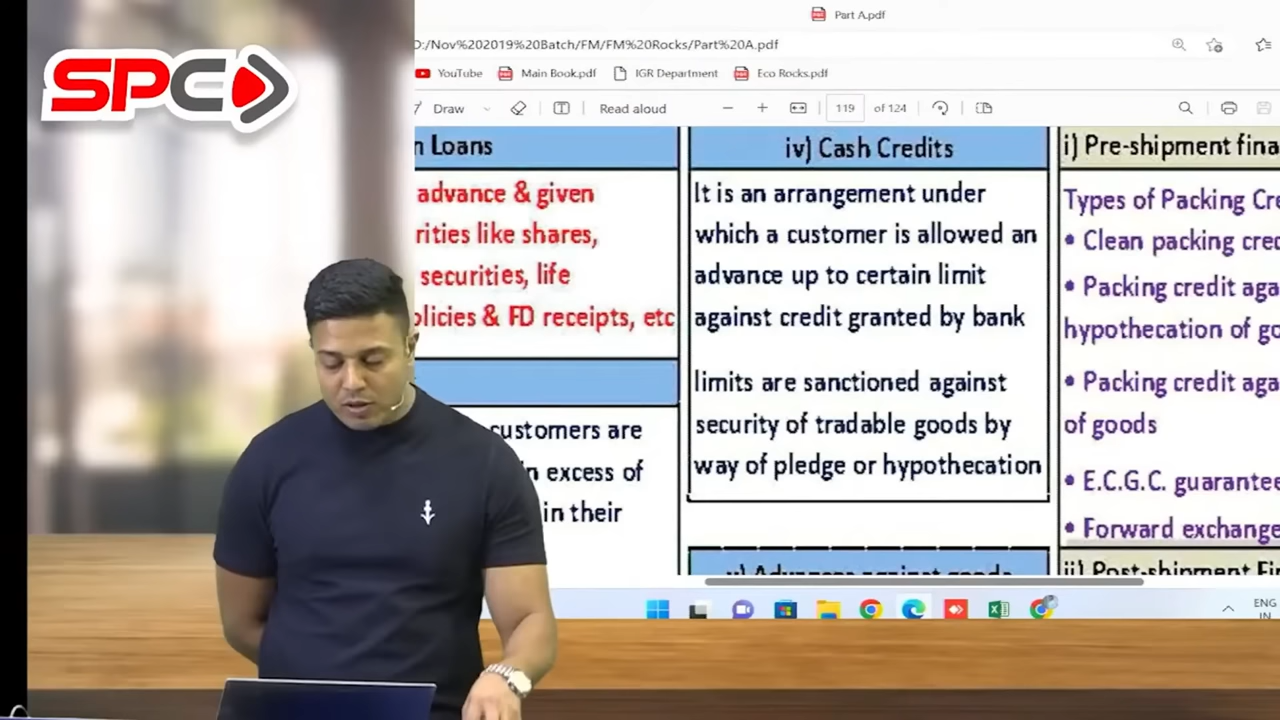 SPC
Part A.pdf
D:/Nov%202019%20Batch/FM/FM%20Rocks/Part%20A.pdf
YouTube
Main Book.pdf
IGR Department
Eco Rocks.pdf
Draw
Read aloud
119 of 124
n Loans
advance & given
rities like shares,
securities, life
olicies & FD receipts, etc
customers are
n excess of
in their
iv) Cash Credits
It is an arrangement under
which a customer is allowed an
advance up to certain limit
against credit granted by bank
limits are sanctioned against
security of tradable goods by
way of pledge or hypothecation
v) Advances against goods
i) Pre-shipment fina
Types of Packing Cre
• Clean packing cred
• Packing credit aga
hypothecation of go
• Packing credit aga
of goods
• E.C.G.C. guarantee
• Forward exchange
ii) Post-shipment Fi
ENG
IN